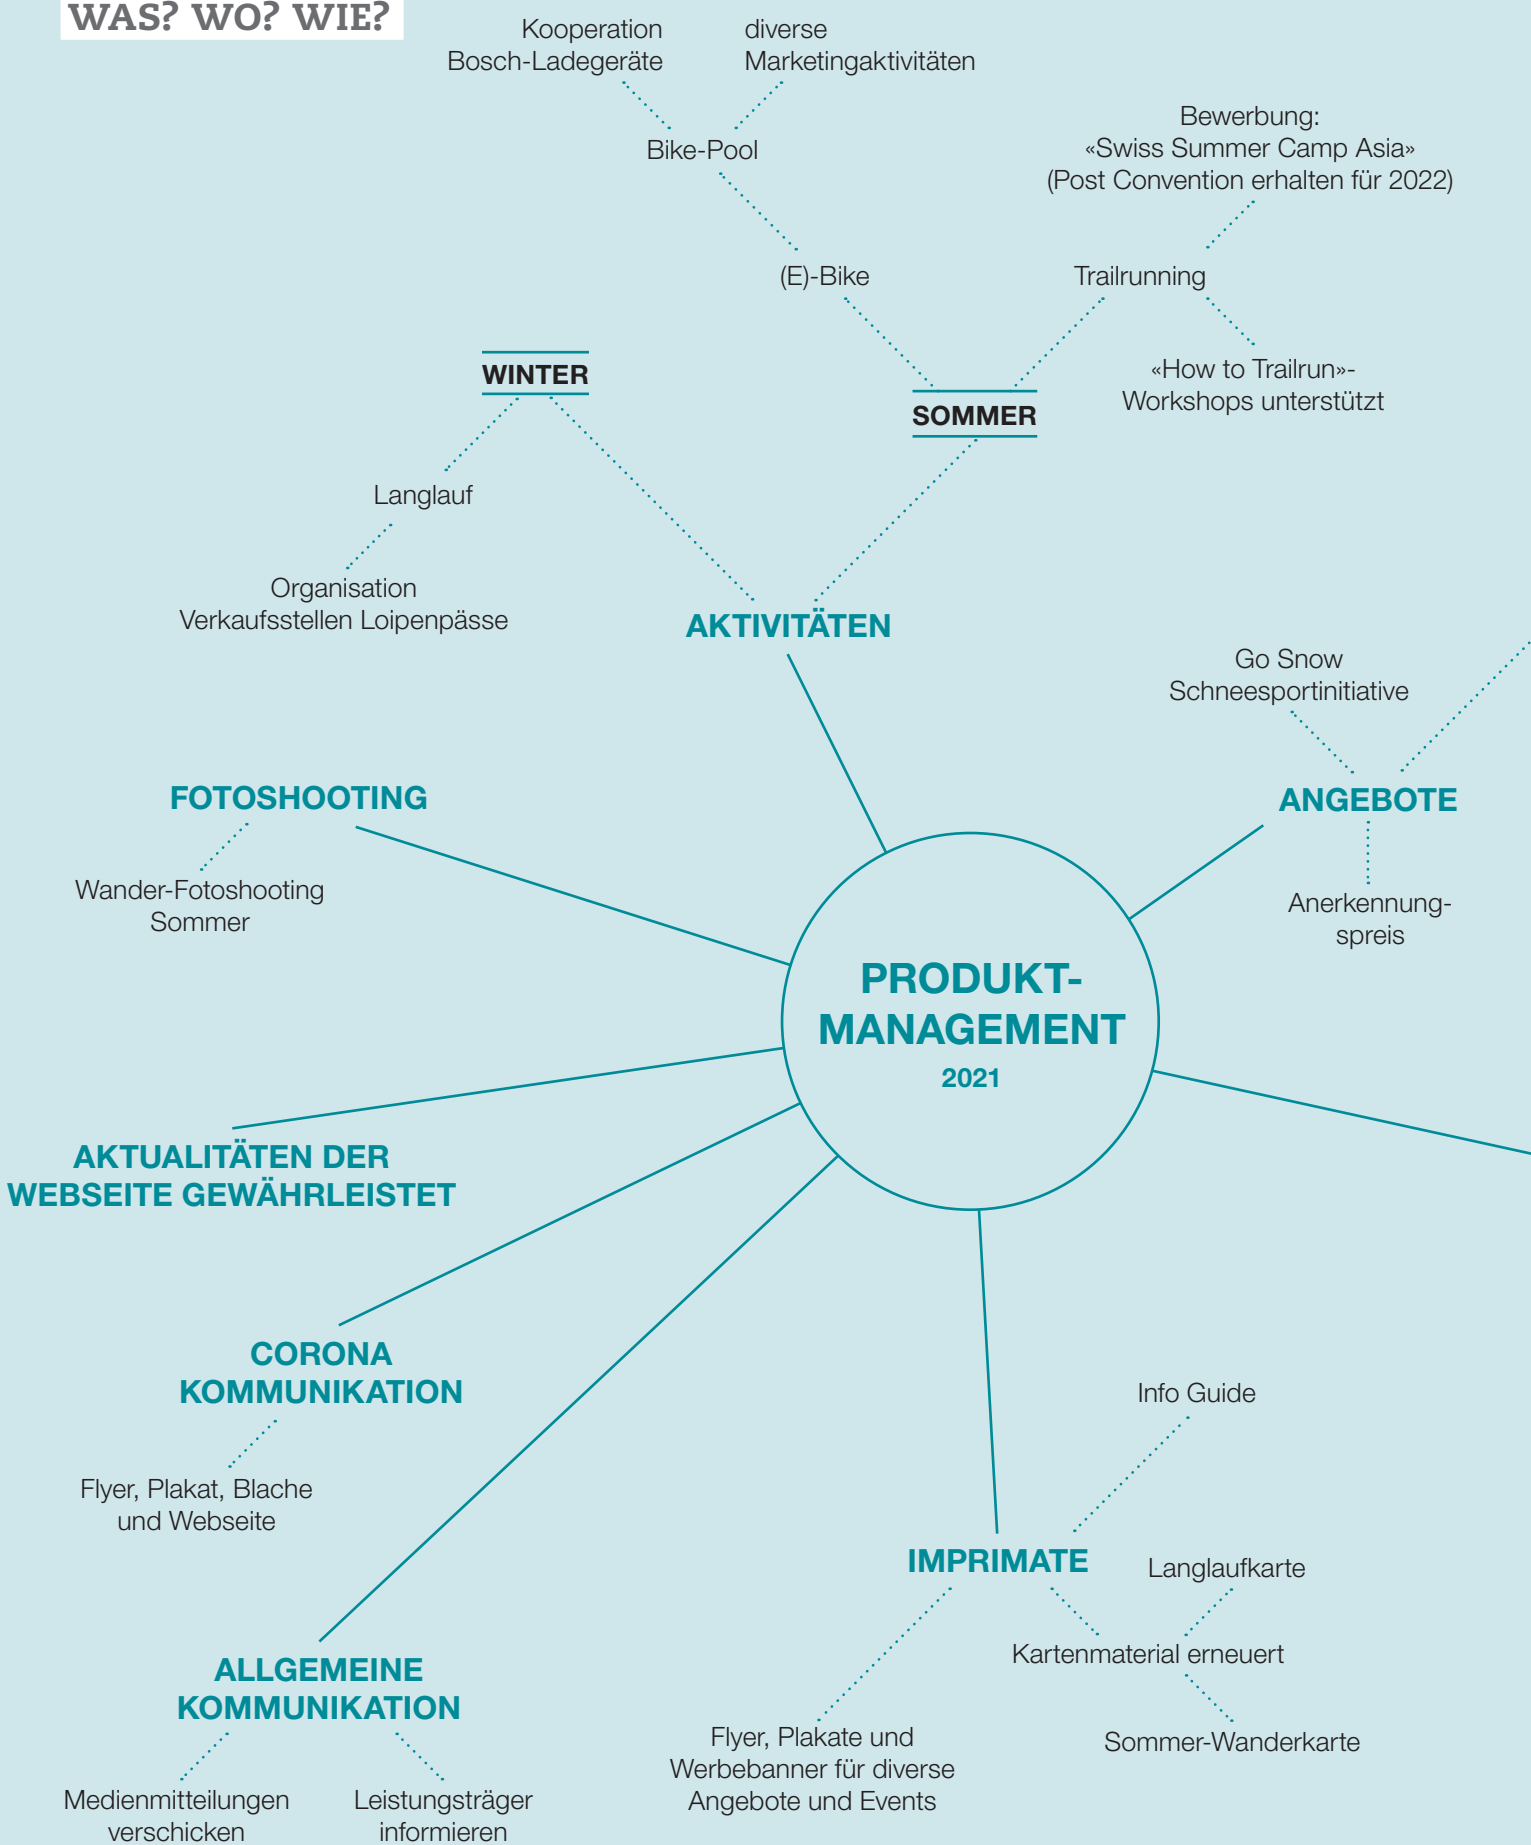 WAS? WO? WIE?
Kooperation
Bosch-Ladegeräte
diverse
Marketingaktivitäten
Bike-Pool
Bewerbung:
«Swiss Summer Camp Asia»
(Post Convention erhalten für 2022)
(E)-Bike
Trailrunning
«How to Trailrun»-
Workshops unterstützt
WINTER
SOMMER
Langlauf
Organisation
Verkaufsstellen Loipenpässe
AKTIVITÄTEN
Go Snow
Schneesportinitiative
FOTOSHOOTING
ANGEBOTE
Wander-Fotoshooting
Sommer
Anerkennung-
spreis
PRODUKT-
MANAGEMENT
2021
AKTUALITÄTEN DER
WEBSEITE GEWÄHRLEISTET
CORONA
KOMMUNIKATION
Flyer, Plakat, Blache
und Webseite
Info Guide
IMPRIMATE
Langlaufkarte
Kartenmaterial erneuert
Sommer-Wanderkarte
Flyer, Plakate und
Werbebanner für diverse
Angebote und Events
ALLGEMEINE
KOMMUNIKATION
Medienmitteilungen
verschicken
Leistungsträger
informieren